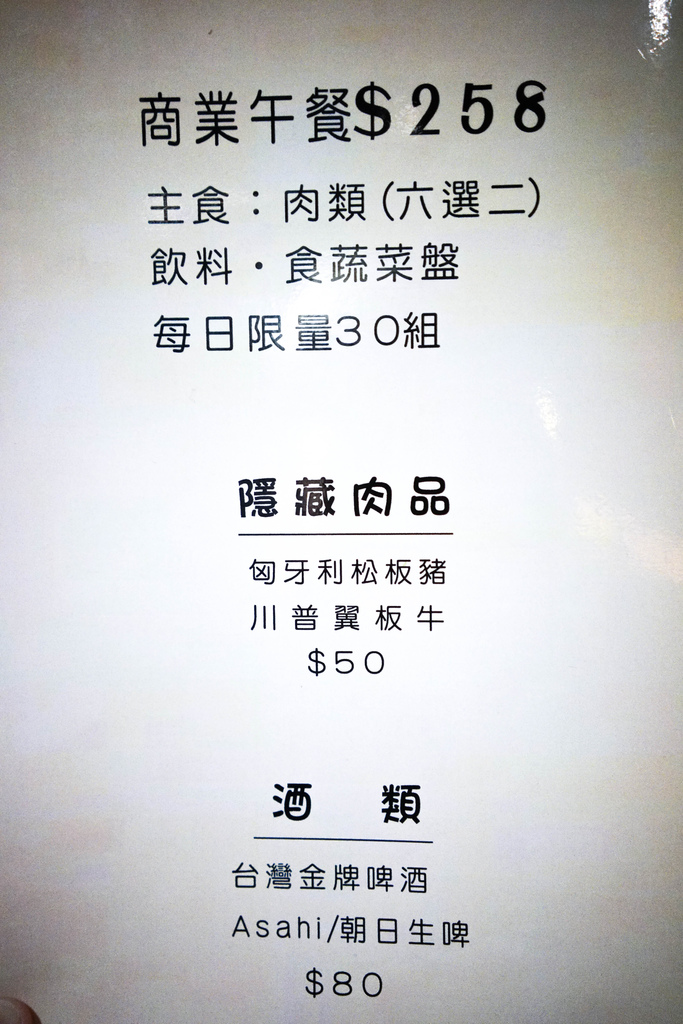 商業午餐$258
主食：肉類(六選二)
飲料・食蔬菜盤
每日限量30組
隱藏肉品
匈牙利松板豬
川普翼板牛
$50
酒 類
台灣金牌啤酒
Asahi/朝日生啤
$80